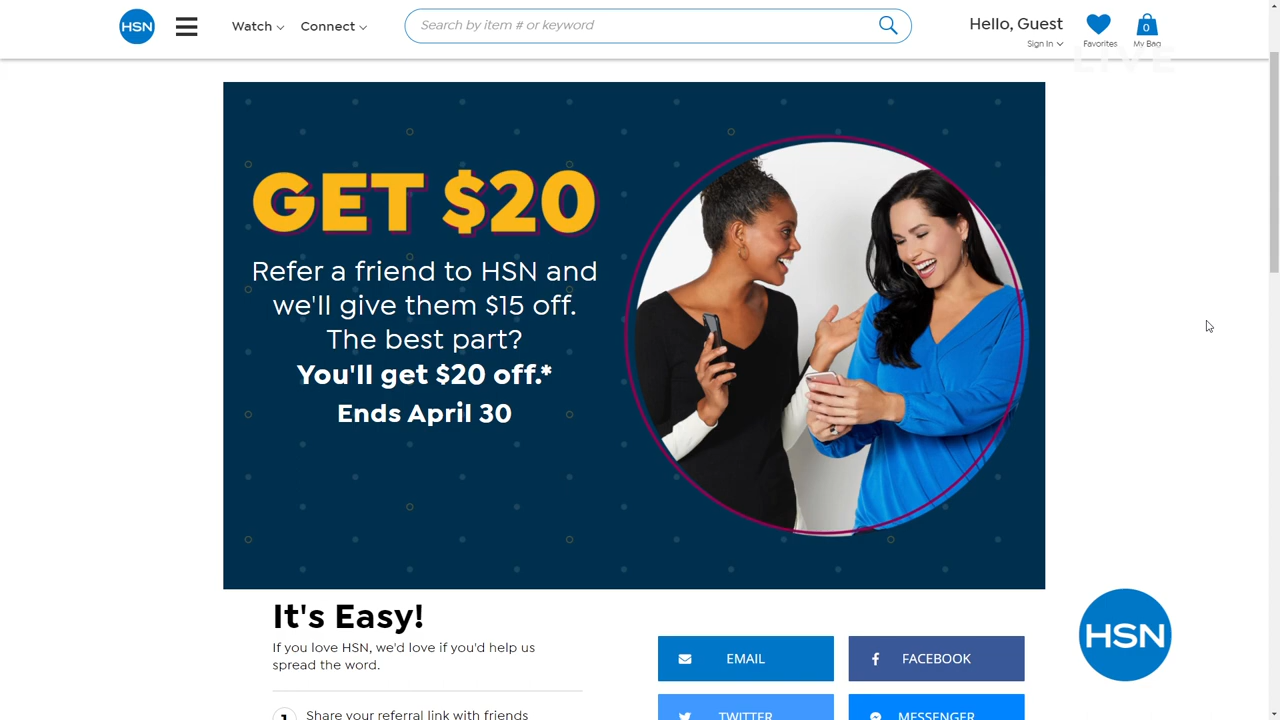 HSN
Watch
Connect
Search by item # or keyword
Hello, Guest
Sign In
Favorites
0
My Bag
LIVE
GET $20
Refer a friend to HSN and
we'll give them $15 off.
The best part?
You'll get $20 off.*
Ends April 30
It's Easy!
If you love HSN, we'd love if you'd help us
spread the word.
1
Share your referral link with friends
EMAIL
FACEBOOK
TWITTER
MESSENGER
HSN